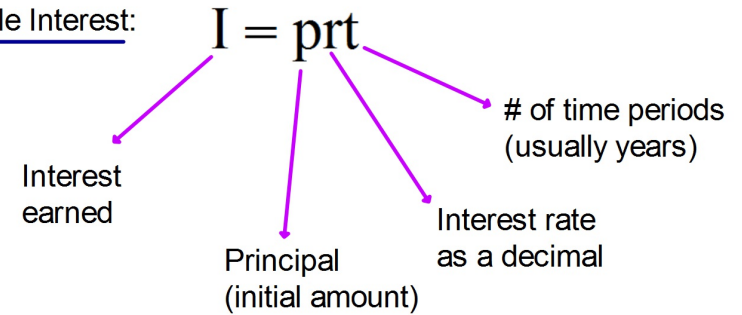 le Interest:
I = prt
# of time periods
(usually years)
Interest
earned
Interest rate
as a decimal
Principal
(initial amount)